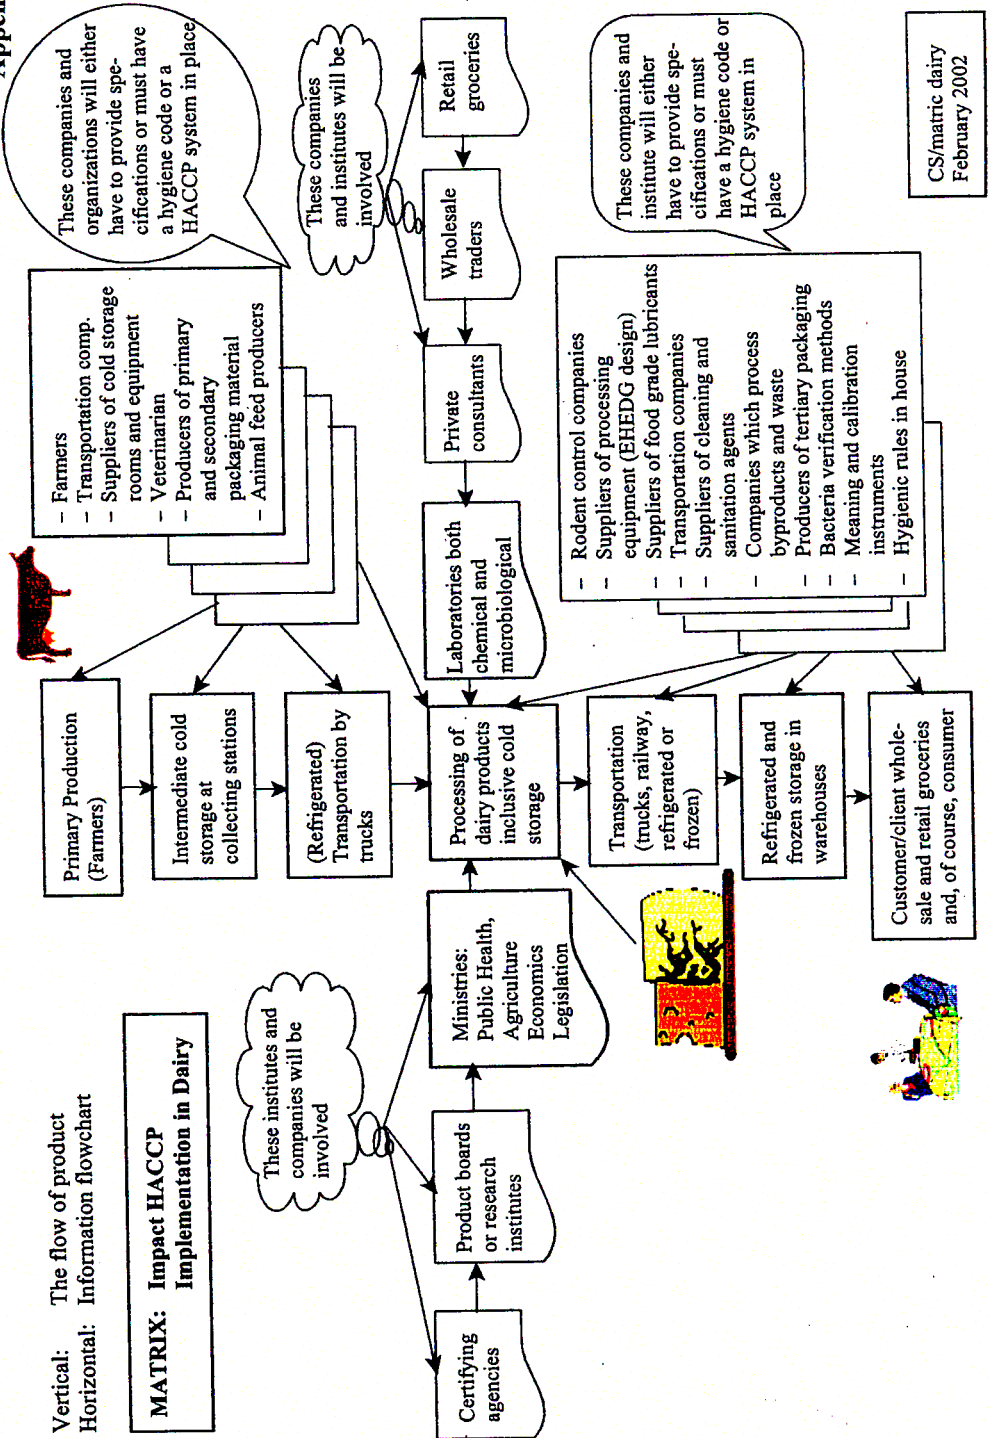 Appen
Vertical: The flow of product
Horizontal: Information flowchart
MATRIX: Impact HACCP
Implementation in Dairy
These institutes and
companies will be
involved
Certifying
agencies
Product boards
or research
institutes
Ministries:
Public Health,
Agriculture
Economics
Legislation
Primary Production
(Farmers)
Intermediate cold
storage at
collecting stations
(Refrigerated)
Transportation by
trucks
Processing of
dairy products
inclusive cold
storage
Transportation
(trucks, railway,
refrigerated or
frozen)
Refrigerated and
frozen storage in
warehouses
Customer/client whole-
sale and retail groceries
and, of course, consumer
– Farmers
– Transportation comp.
– Suppliers of cold storage
rooms and equipment
– Veterinarian
– Producers of primary
and secondary
packaging material
– Animal feed producers
These companies and
organizations will either
have to provide spe-
cifications or must have
a hygiene code or a
HACCP system in place.
These companies
and institutes will be
involved
Laboratories both
chemical and
microbiological
Private
consultants
Wholesale
traders
Retail
groceries
– Rodent control companies
– Suppliers of processing
equipment (EHEDG design)
– Suppliers of food grade lubricants
– Transportation companies
– Suppliers of cleaning and
sanitation agents
– Companies which process
byproducts and waste
– Producers of tertiary packaging
– Bacteria verification methods
– Meaning and calibration
instruments
– Hygienic rules in house
These companies and
institute will either
have to provide spe-
cifications or must
have a hygiene code or
HACCP system in
place
CS/matric dairy
February 2002